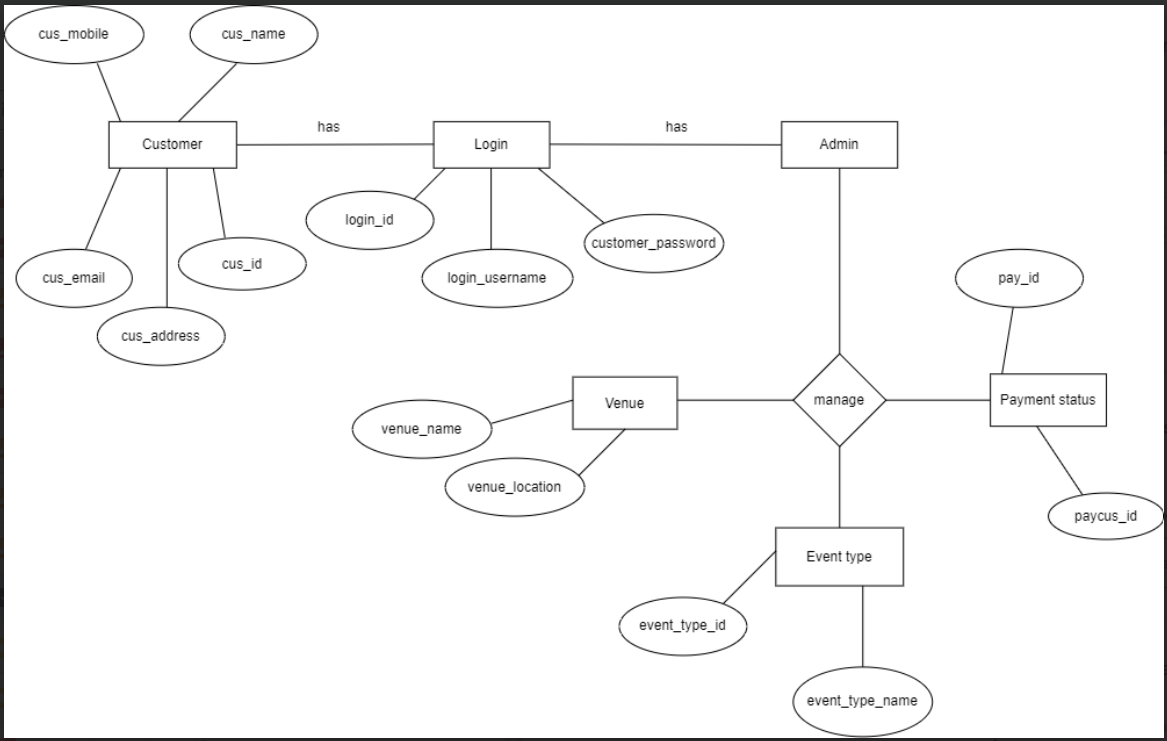 cus_mobile
cus_name
has
has
Customer
Login
Admin
login_id
customer_password
cus_id
cus_email
login_username
pay_id
cus_address
manage
Payment status
Venue
venue_name
venue_location
paycus_id
Event type
event_type_id
event_type_name